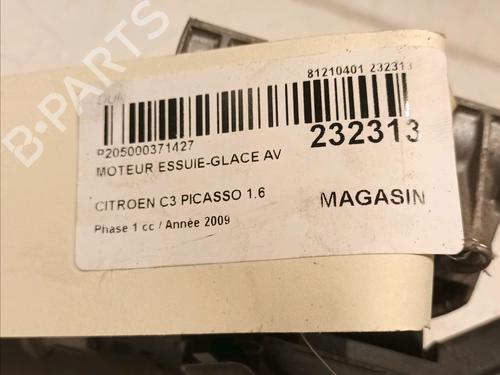 B-PARTS
81210401 232313
P205000371427
232313
MOTEUR ESSUIE-GLACE AV
CITROEN C3 PICASSO 1.6
MAGASIN
Phase 1 cc / Année 2009